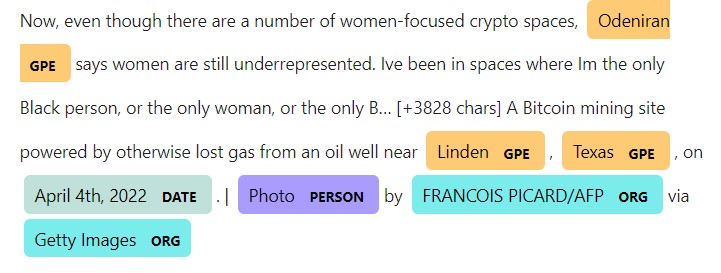 Now, even though there are a number of women-focused crypto spaces, Odeniran
GPE says women are still underrepresented. Ive been in spaces where Im the only
Black person, or the only woman, or the only B… [+3828 chars] A Bitcoin mining site
powered by otherwise lost gas from an oil well near Linden GPE , Texas GPE , on
April 4th, 2022 DATE . | Photo PERSON by FRANCOIS PICARD/AFP ORG via
Getty Images ORG